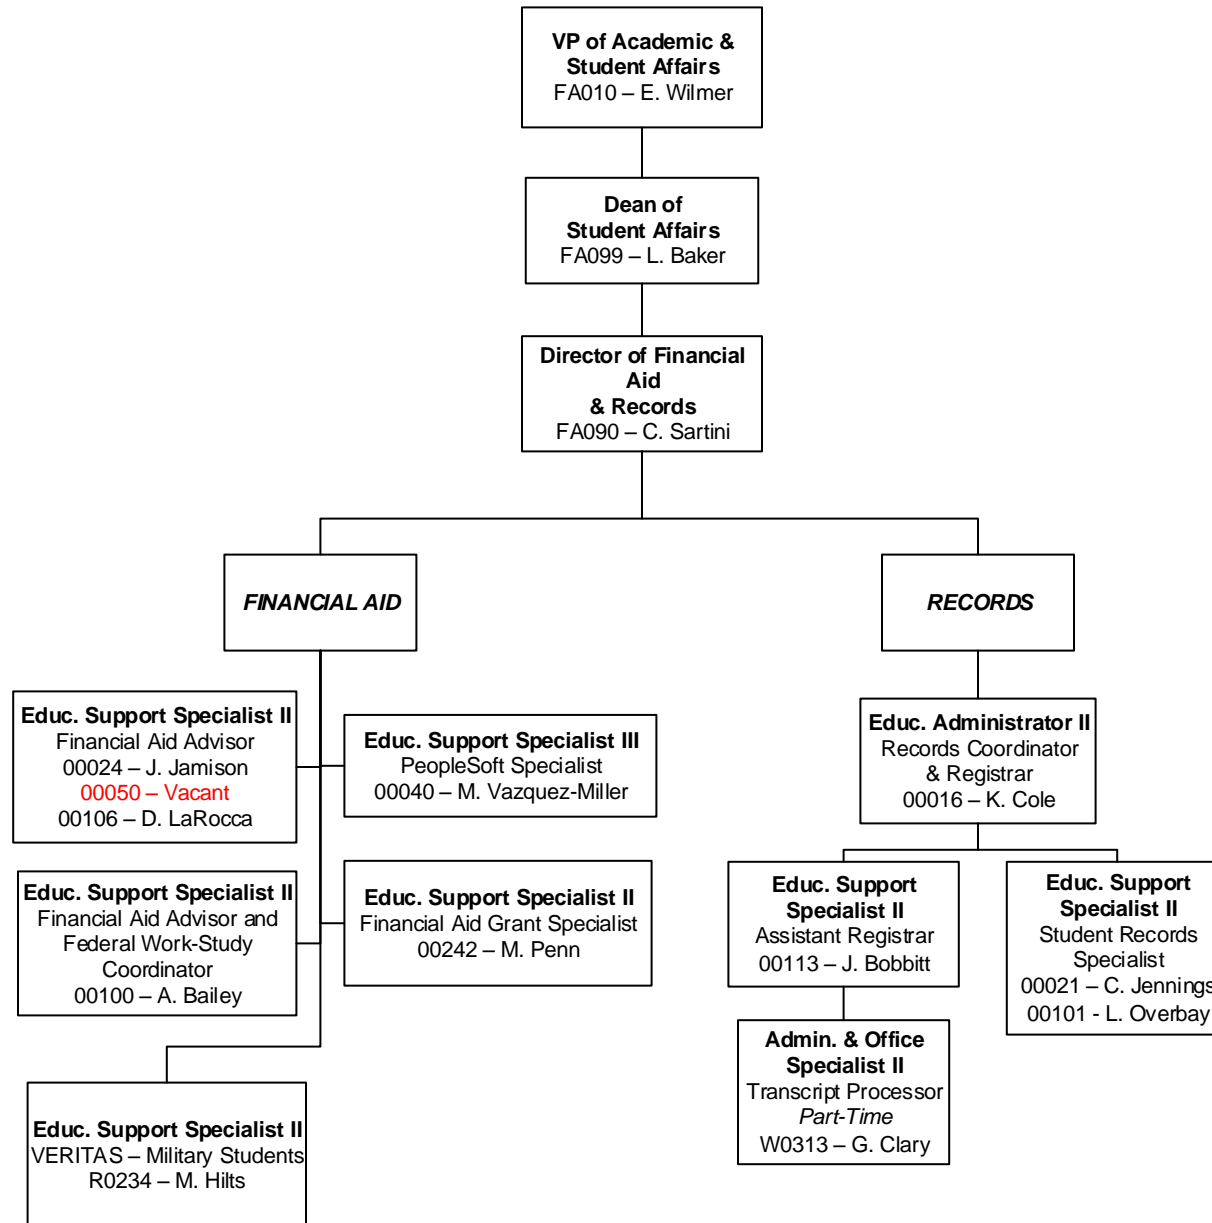 VP of Academic &
Student Affairs
FA010 – E. Wilmer
Dean of
Student Affairs
FA099 – L. Baker
Director of Financial
Aid
& Records
FA090 – C. Sartini
FINANCIAL AID
RECORDS
Educ. Support Specialist II
Financial Aid Advisor
00024 – J. Jamison
00050 – Vacant
00106 – D. LaRocca
Educ. Support Specialist III
PeopleSoft Specialist
00040 – M. Vazquez-Miller
Educ. Administrator II
Records Coordinator
& Registrar
00016 – K. Cole
Educ. Support Specialist II
Financial Aid Advisor and
Federal Work-Study
Coordinator
00100 – A. Bailey
Educ. Support Specialist II
Financial Aid Grant Specialist
00242 – M. Penn
Educ. Support
Specialist II
Assistant Registrar
00113 – J. Bobbitt
Educ. Support
Specialist II
Student Records
Specialist
00021 – C. Jennings
00101 - L. Overbay
Admin. & Office
Specialist II
Transcript Processor
Part-Time
W0313 – G. Clary
Educ. Support Specialist II
VERITAS – Military Students
R0234 – M. Hilts